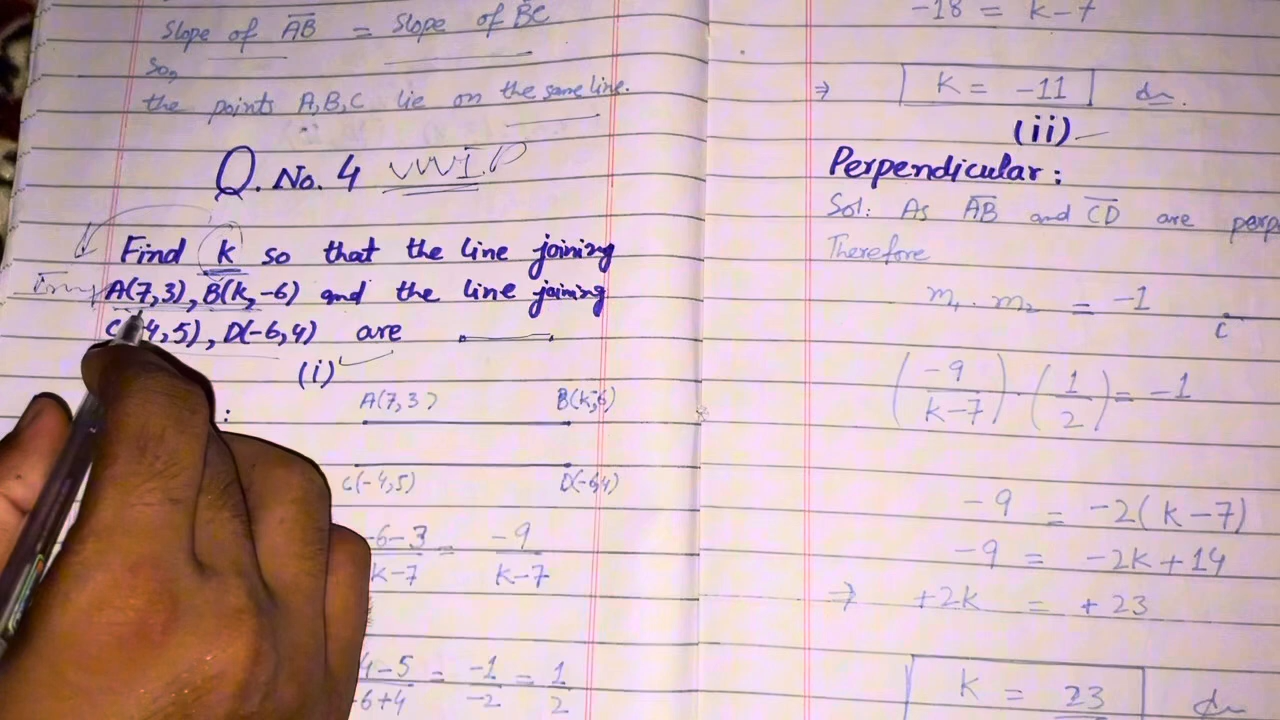 Slope of AB = Slope of BC
So,
the points A,B,C lie on the same line.
Q. No. 4 VVVI.P
Find k so that the line joining
A(7,3), B(k,-6) and the line joining
C(-4,5), D(-6,4) are
(i)
:
A(7,3) B(k,-6)
C(-4,5) D(-6,4)
-6-3/k-7 = -9/k-7
4-5/-6+4 = -1/-2 = 1/2
-18 = k-7
⇒ K = -11
(ii)
Perpendicular:
Sol: As AB and CD are perp
Therefore
m₁ · m₂ = -1
C
(-9/k-7) · (1/2) = -1
-9 = -2(k-7)
-9 = -2k+14
⇒ +2k = +23
K = 23